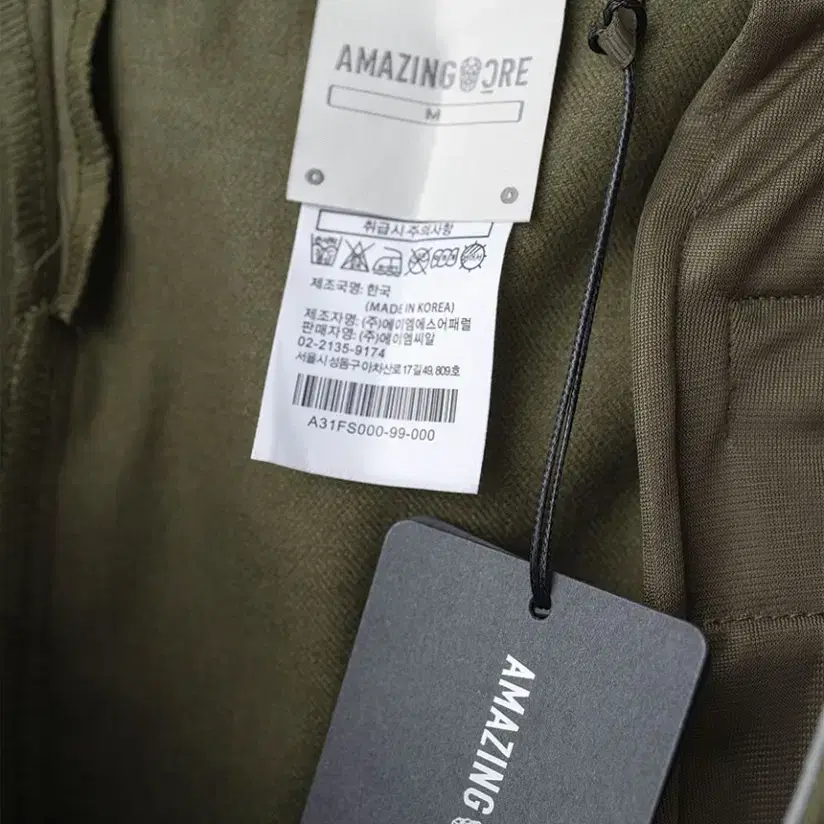 AMAZINGCRE
M
취급시 주의사항
제조국명: 한국
(MADE IN KOREA)
제조자명: (주)에이엠에스어패럴
판매자명: (주)에이엠씨알
02-2135-9174
서울시 성동구 아차산로17길 49, 809호
A31FS000-99-000
AMAZING